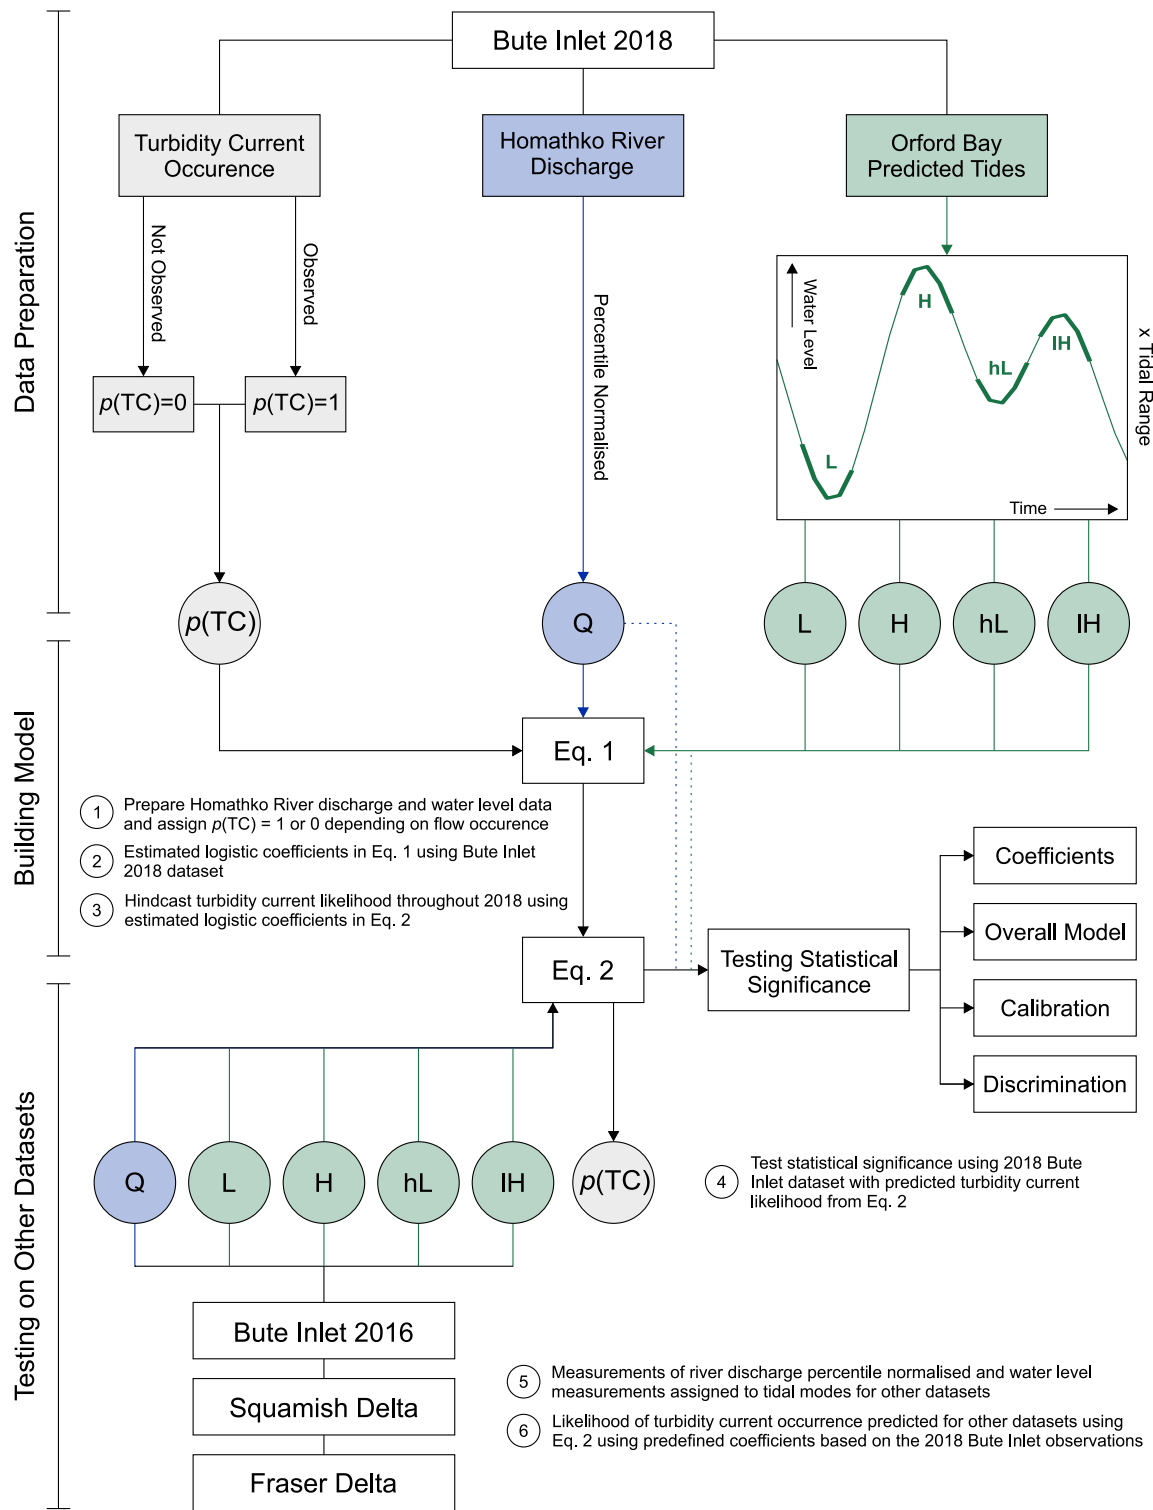 Bute Inlet 2018
Turbidity Current
Occurence
Homathko River
Discharge
Orford Bay
Predicted Tides
Data Preparation
Not Observed
Observed
Percentile Normalised
Water Level
H
lH
hL
L
Time
x Tidal Range
p(TC)=0
p(TC)=1
p(TC)
Q
L
H
hL
lH
Building Model
Eq. 1
1 Prepare Homathko River discharge and water level data
and assign p(TC) = 1 or 0 depending on flow occurence
2 Estimated logistic coefficients in Eq. 1 using Bute Inlet
2018 dataset
3 Hindcast turbidity current likelihood throughout 2018 using
estimated logistic coefficients in Eq. 2
Eq. 2
Testing Statistical
Significance
Coefficients
Overall Model
Calibration
Discrimination
Testing on Other Datasets
Q
L
H
hL
lH
p(TC)
4 Test statistical significance using 2018 Bute
Inlet dataset with predicted turbidity current
likelihood from Eq. 2
Bute Inlet 2016
Squamish Delta
Fraser Delta
5 Measurements of river discharge percentile normalised and water level
measurements assigned to tidal modes for other datasets
6 Likelihood of turbidity current occurrence predicted for other datasets using
Eq. 2 using predefined coefficients based on the 2018 Bute Inlet observations